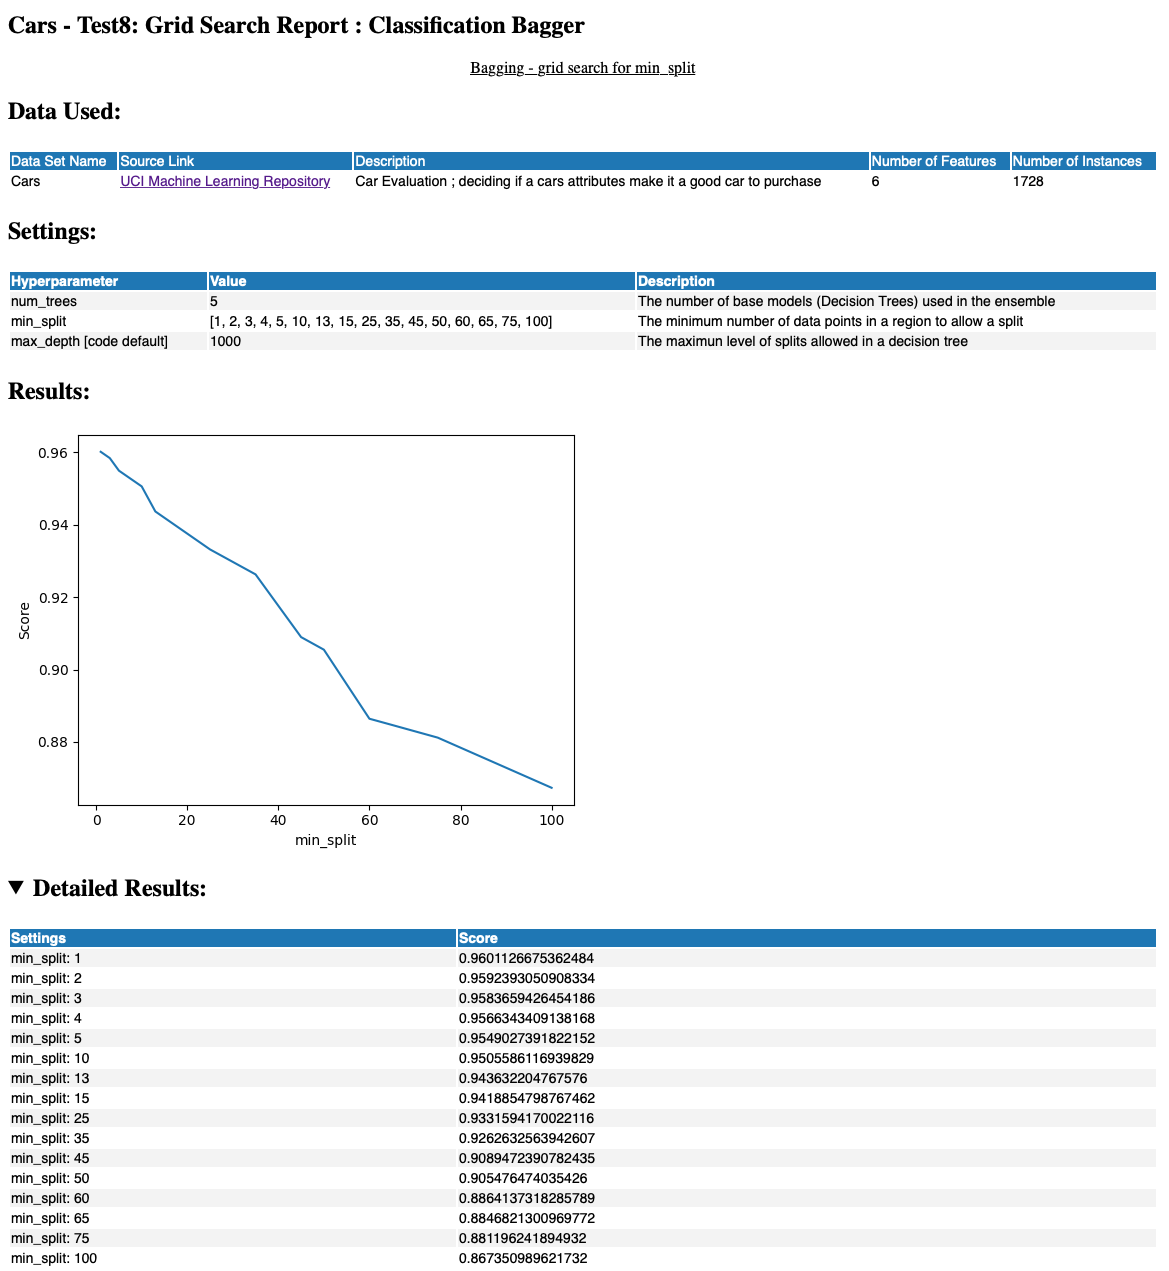 Cars - Test8: Grid Search Report : Classification Bagger
Bagging - grid search for min_split
Data Used:
Data Set Name Source Link Description Number of Features Number of Instances
Cars UCI Machine Learning Repository Car Evaluation ; deciding if a cars attributes make it a good car to purchase 6 1728
Settings:
Hyperparameter Value Description
num_trees 5 The number of base models (Decision Trees) used in the ensemble
min_split [1, 2, 3, 4, 5, 10, 13, 15, 25, 35, 45, 50, 60, 65, 75, 100] The minimum number of data points in a region to allow a split
max_depth [code default] 1000 The maximun level of splits allowed in a decision tree
Results:
0.96
0.94
0.92
0.90
0.88
Score
0 20 40 60 80 100
min_split
Detailed Results:
Settings Score
min_split: 1 0.9601126675362484
min_split: 2 0.9592393050908334
min_split: 3 0.9583659426454186
min_split: 4 0.9566343409138168
min_split: 5 0.9549027391822152
min_split: 10 0.9505586116939829
min_split: 13 0.943632204767576
min_split: 15 0.9418854798767462
min_split: 25 0.9331594170022116
min_split: 35 0.9262632563942607
min_split: 45 0.9089472390782435
min_split: 50 0.905476474035426
min_split: 60 0.8864137318285789
min_split: 65 0.8846821300969772
min_split: 75 0.881196241894932
min_split: 100 0.867350989621732